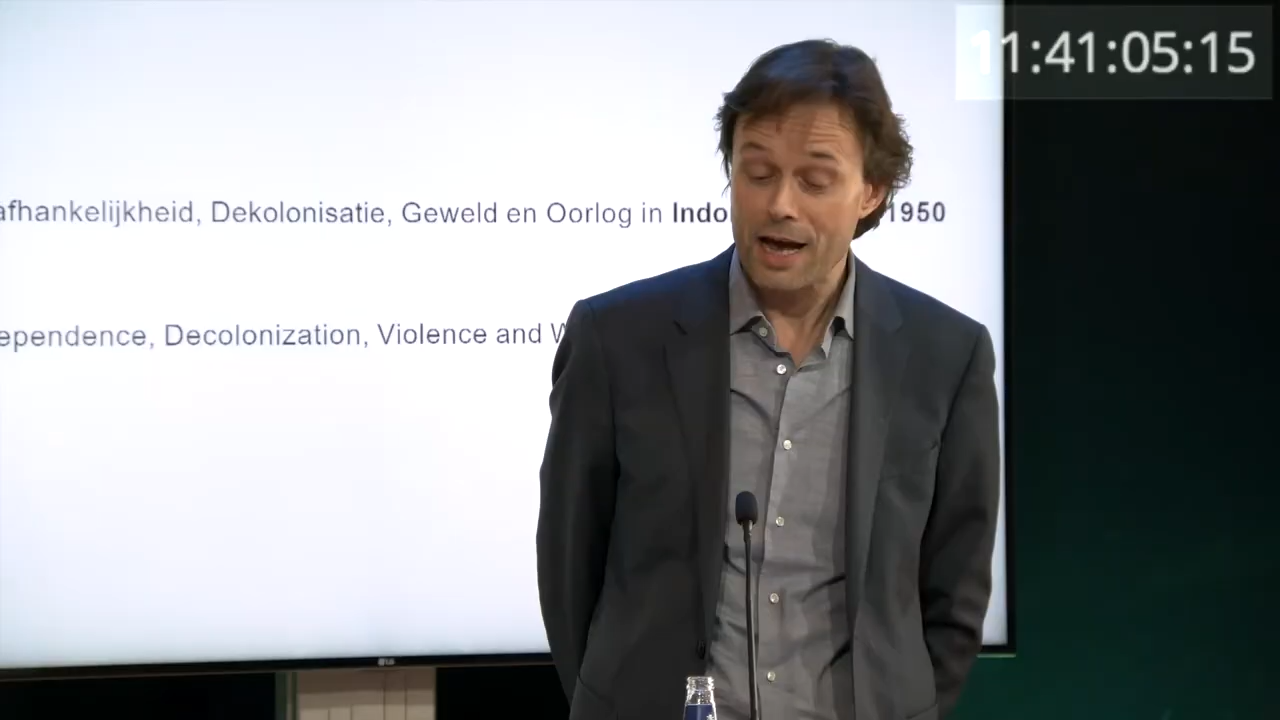 11:41:05:15
afhankelijkheid, Dekolonisatie, Geweld en Oorlog in Indo 1950
ependence, Decolonization, Violence and W
LG